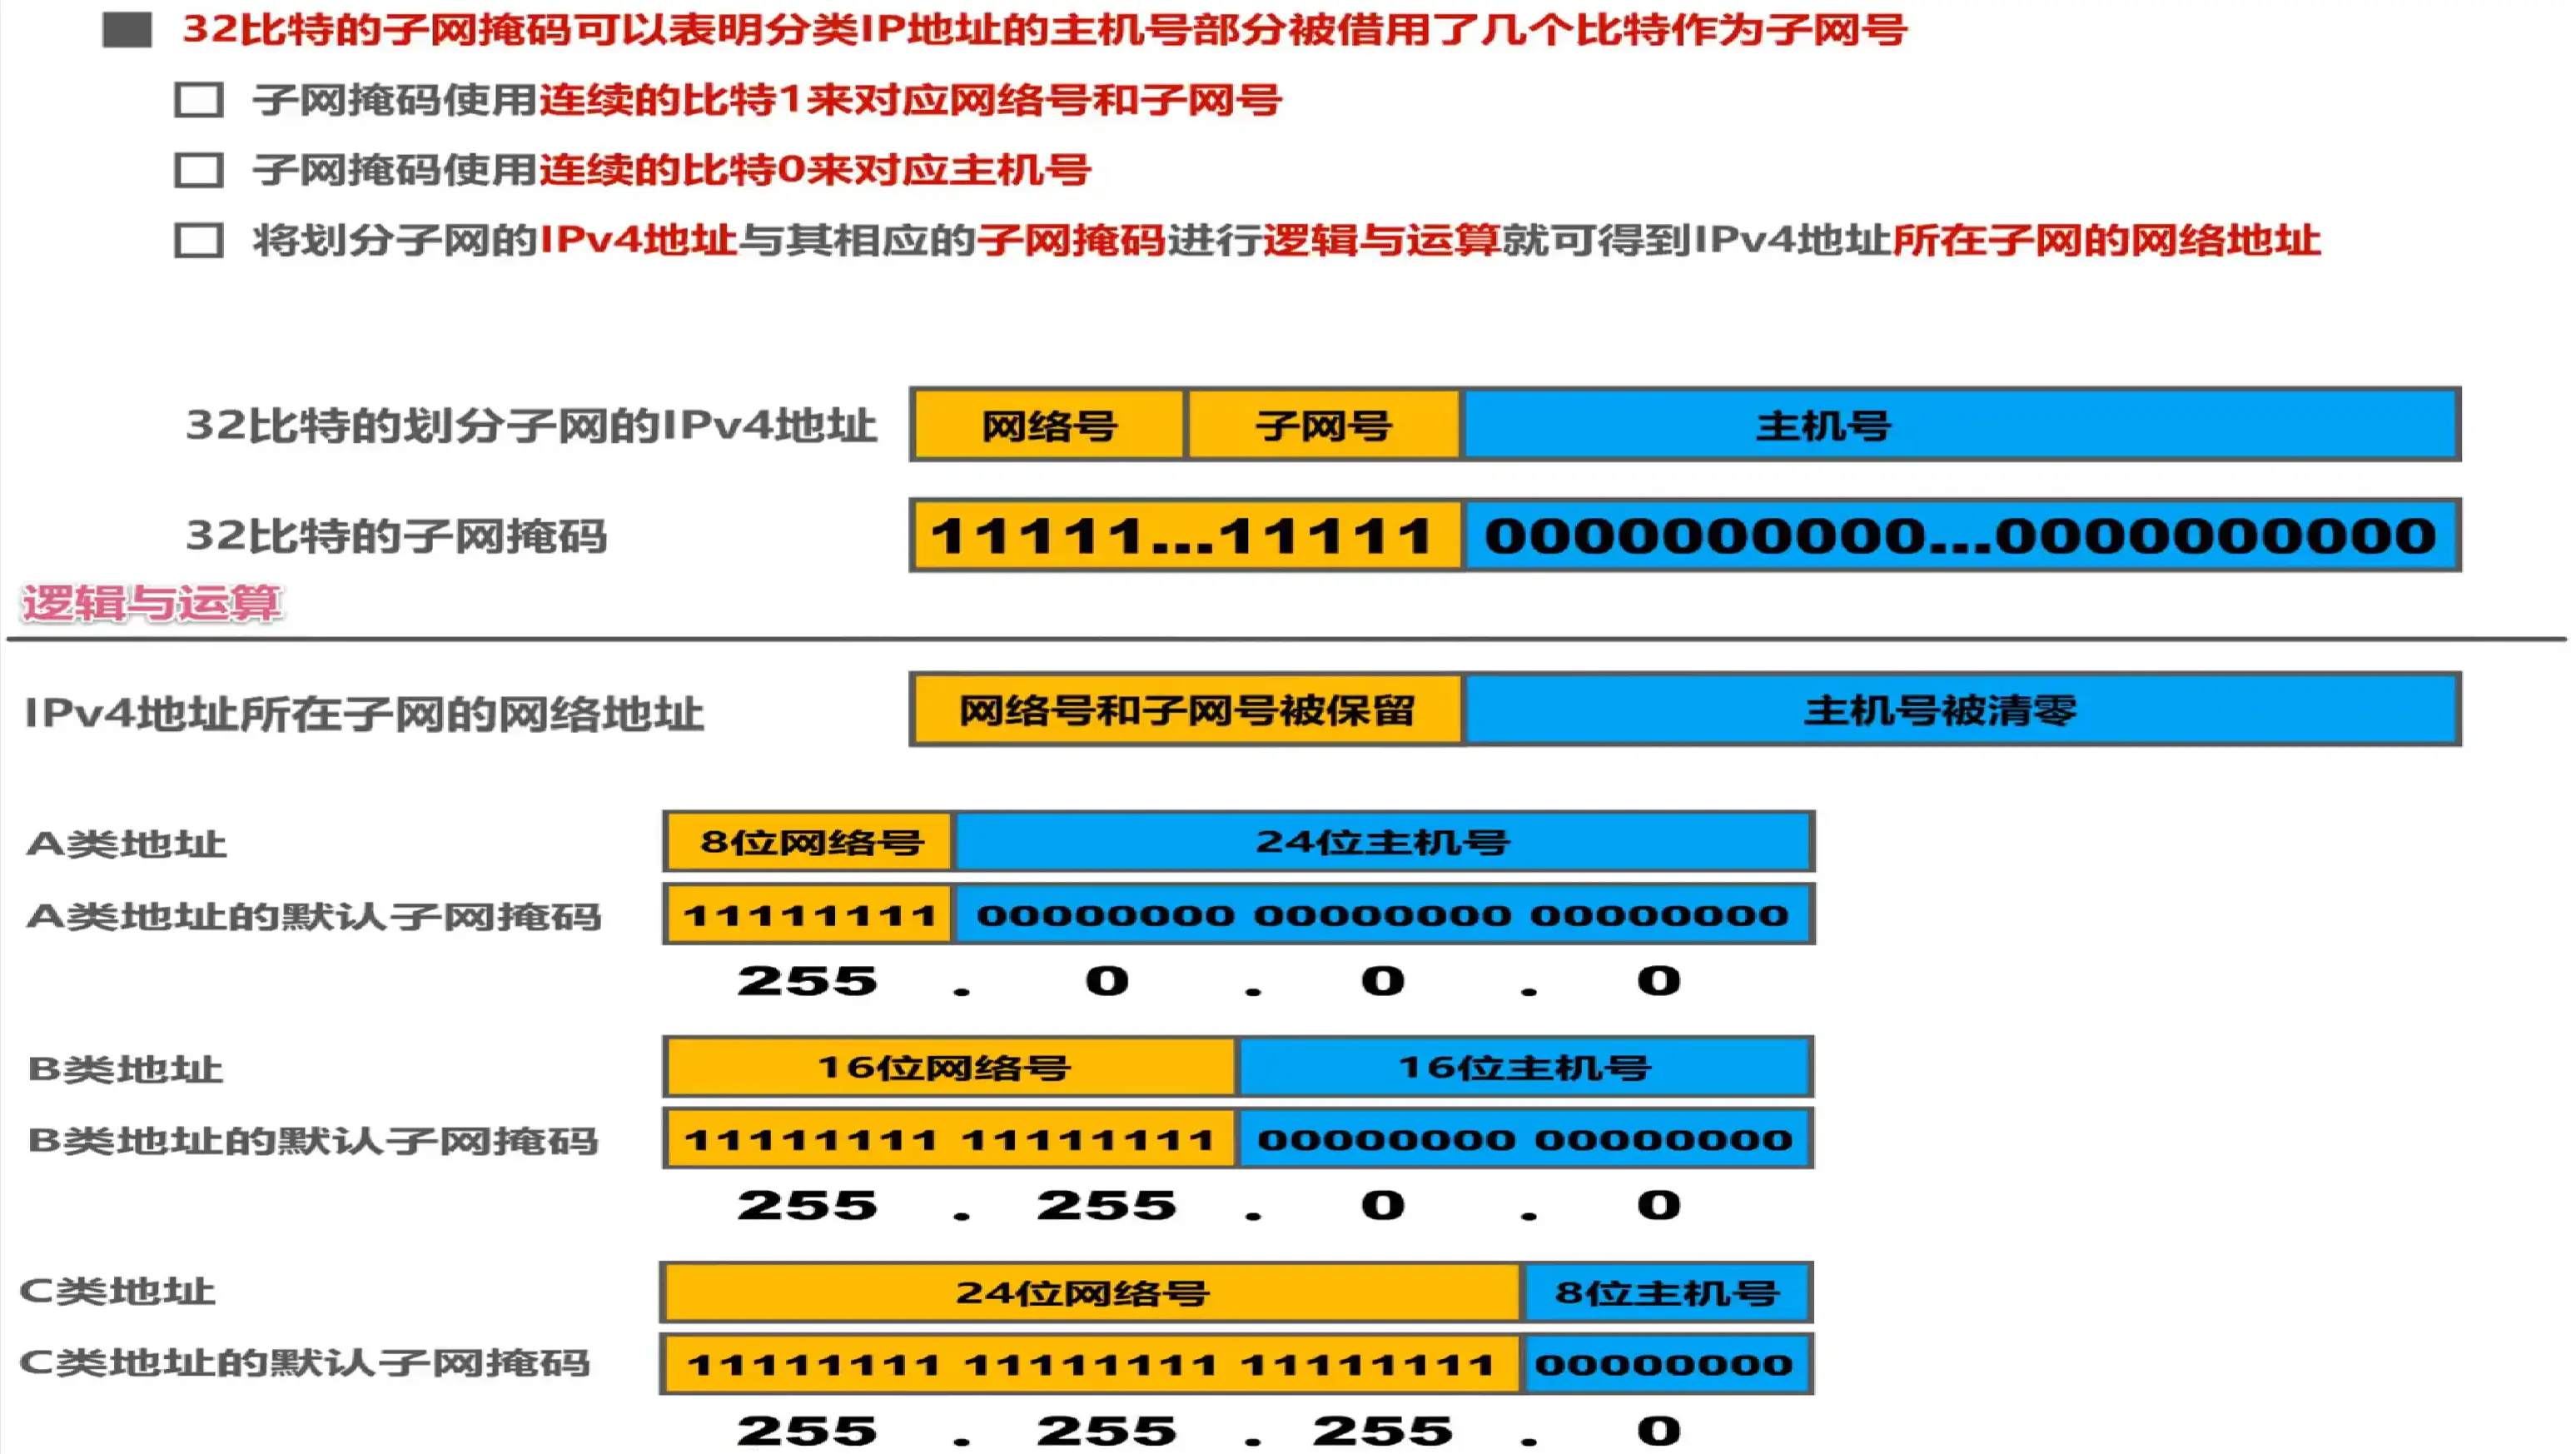 32比特的子网掩码可以表明分类IP地址的主机号部分被借用了几个比特作为子网号
子网掩码使用连续的比特1来对应网络号和子网号
子网掩码使用连续的比特0来对应主机号
将划分子网的IPv4地址与其相应的子网掩码进行逻辑与运算就可得到IPv4地址所在子网的网络地址
32比特的划分子网的IPv4地址 网络号 子网号 主机号
32比特的子网掩码 11111...11111 0000000000...0000000000
逻辑与运算
IPv4地址所在子网的网络地址 网络号和子网号被保留 主机号被清零
A类地址 8位网络号 24位主机号
A类地址的默认子网掩码 11111111 00000000 00000000 00000000
255 . 0 . 0 . 0
B类地址 16位网络号 16位主机号
B类地址的默认子网掩码 11111111 11111111 00000000 00000000
255 . 255 . 0 . 0
C类地址 24位网络号 8位主机号
C类地址的默认子网掩码 11111111 11111111 11111111 00000000
255 . 255 . 255 . 0